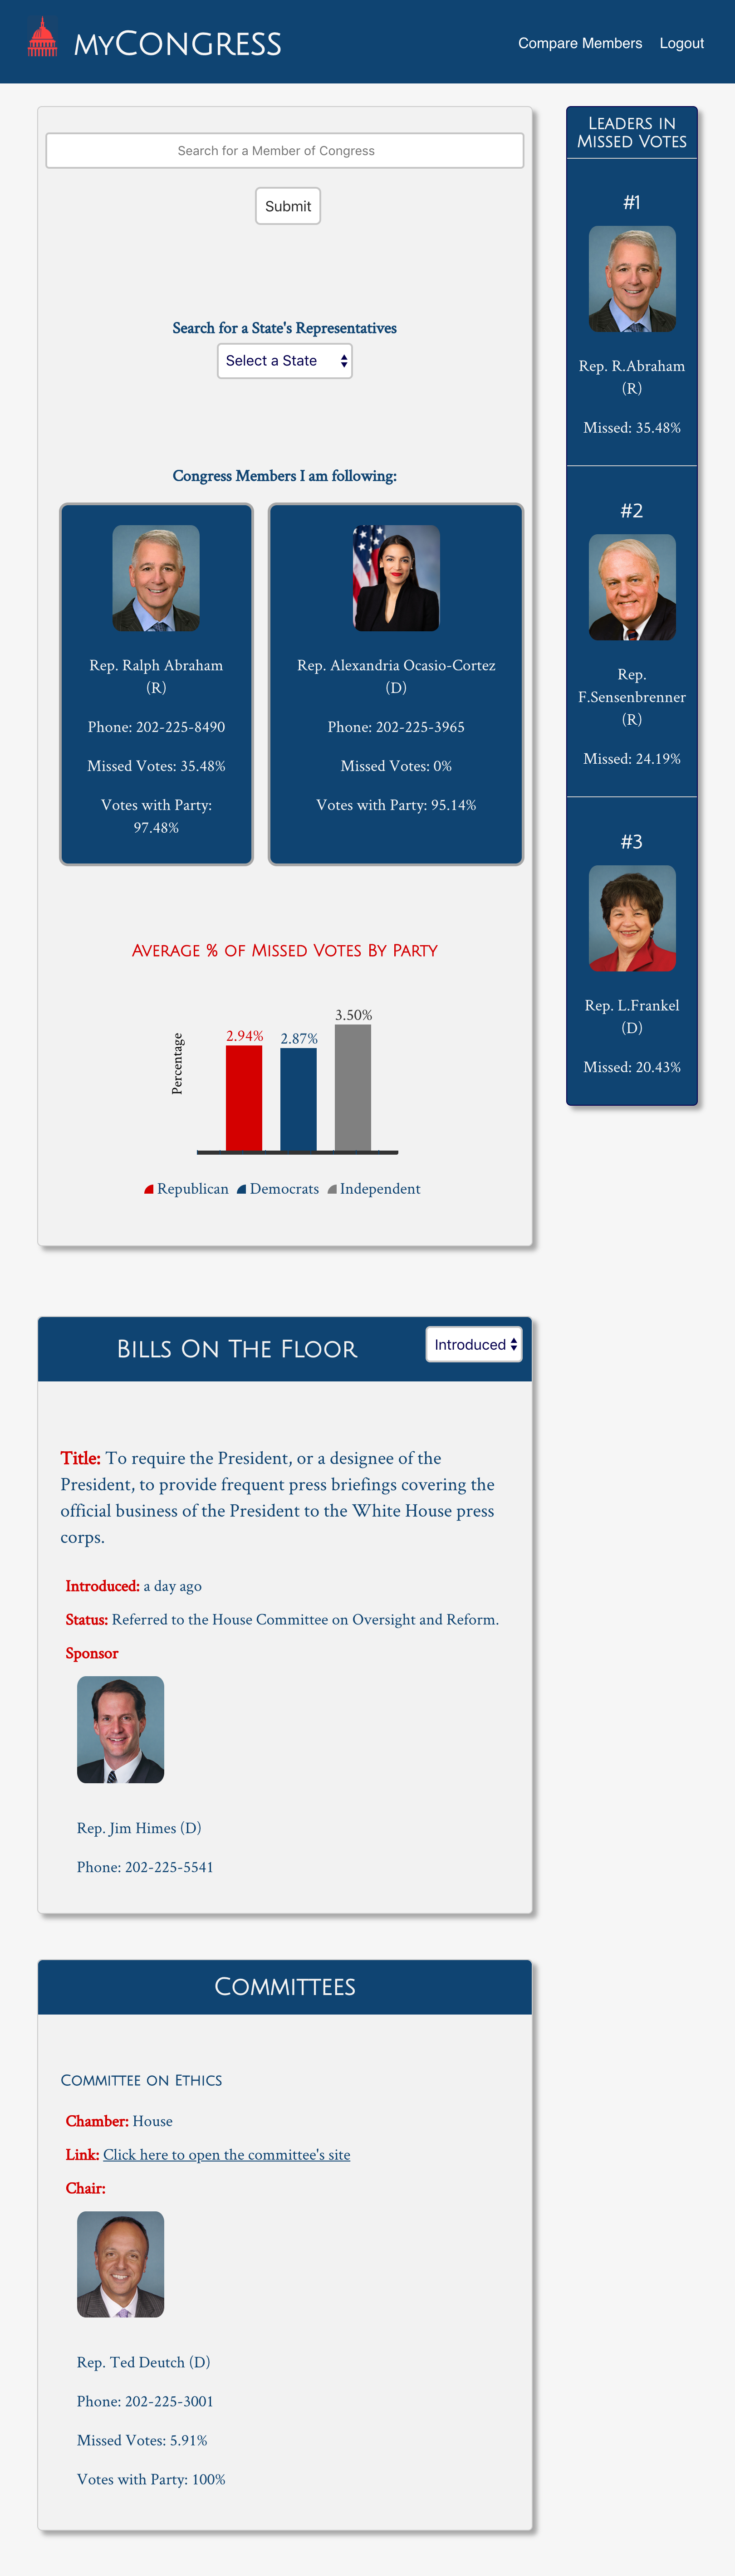 MYCONGRESS
Compare Members
Logout
Search for a Member of Congress
Submit
Search for a State's Representatives
Select a State
Congress Members I am following:
Rep. Ralph Abraham
(R)
Phone: 202-225-8490
Missed Votes: 35.48%
Votes with Party:
97.48%
Rep. Alexandria Ocasio-Cortez
(D)
Phone: 202-225-3965
Missed Votes: 0%
Votes with Party: 95.14%
AVERAGE % OF MISSED VOTES BY PARTY
Percentage
2.94%
2.87%
3.50%
Republican
Democrats
Independent
LEADERS IN
MISSED VOTES
#1
Rep. R.Abraham
(R)
Missed: 35.48%
#2
Rep.
F.Sensenbrenner
(R)
Missed: 24.19%
#3
Rep. L.Frankel
(D)
Missed: 20.43%
BILLS ON THE FLOOR
Introduced
Title: To require the President, or a designee of the
President, to provide frequent press briefings covering the
official business of the President to the White House press
corps.
Introduced: a day ago
Status: Referred to the House Committee on Oversight and Reform.
Sponsor
Rep. Jim Himes (D)
Phone: 202-225-5541
COMMITTEES
COMMITTEE ON ETHICS
Chamber: House
Link: Click here to open the committee's site
Chair:
Rep. Ted Deutch (D)
Phone: 202-225-3001
Missed Votes: 5.91%
Votes with Party: 100%